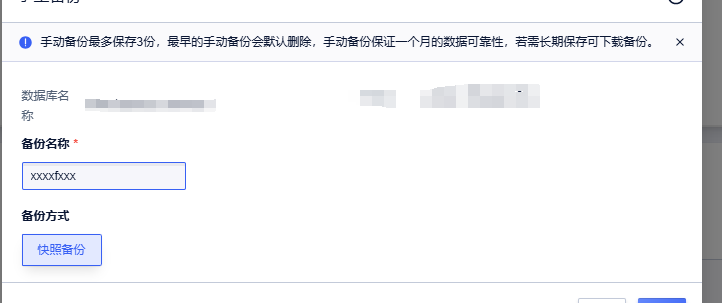 手动备份最多保存3份，最早的手动备份会默认删除，手动备份保证一个月的数据可靠性，若需长期保存可下载备份。
数据库名
称
备份名称 *
xxxxfxxx
备份方式
快照备份